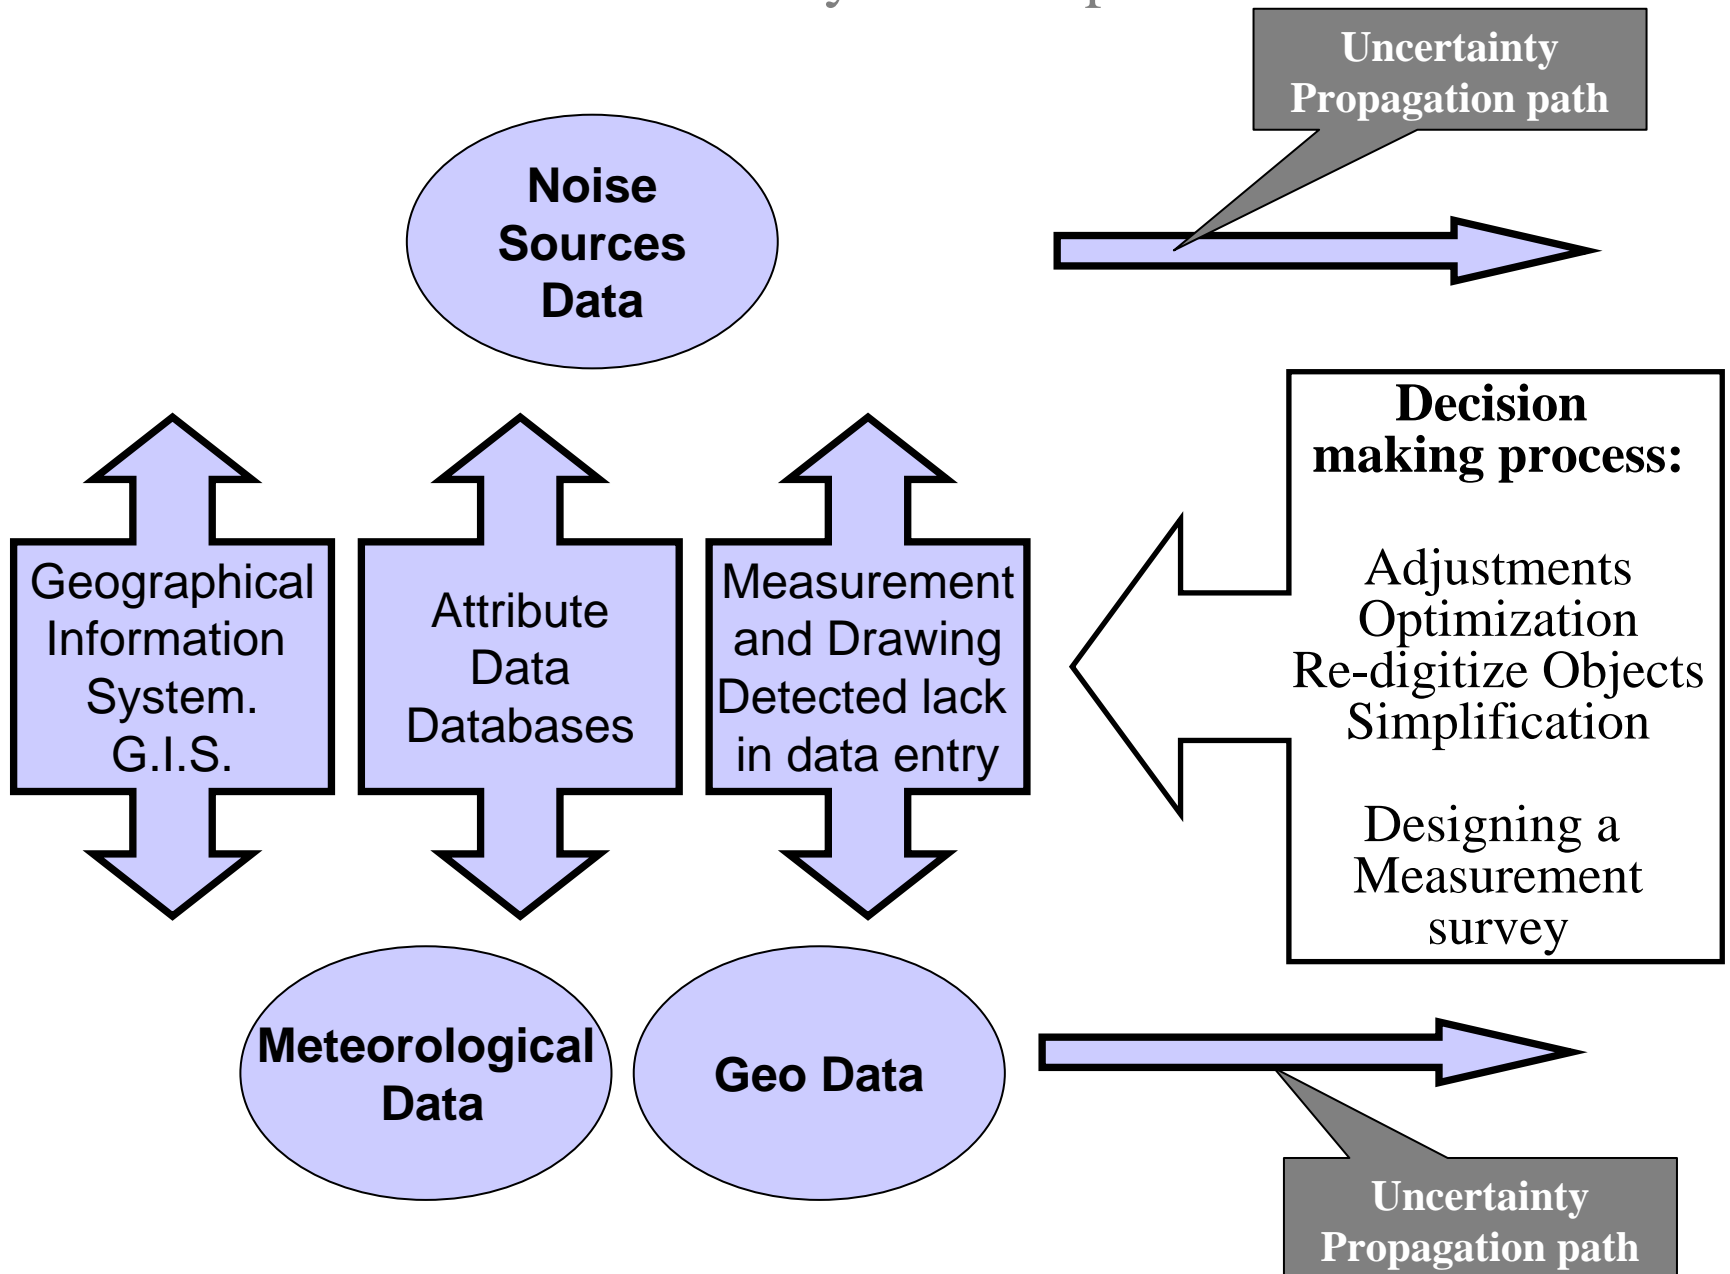 Uncertainty
Propagation path
Noise
Sources
Data
Decision
making process:
Adjustments
Optimization
Re-digitize Objects
Simplification
Designing a
Measurement
survey
Geographical
Information
System.
G.I.S.
Attribute
Data
Databases
Measurement
and Drawing
Detected lack
in data entry
Meteorological
Data
Geo Data
Uncertainty
Propagation path